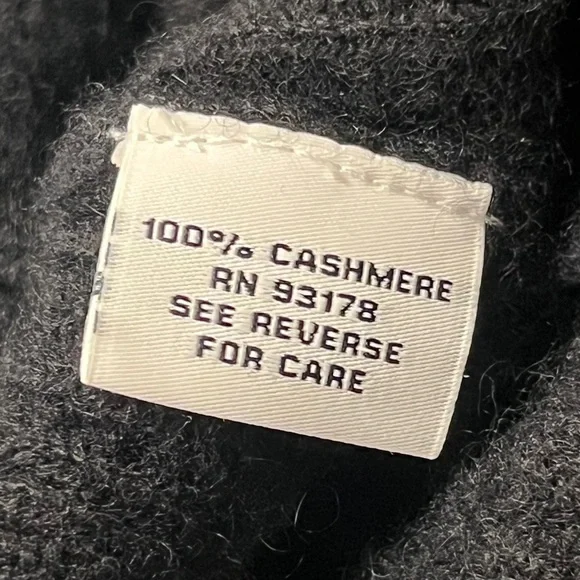 100% CASHMERE
RN 93178
SEE REVERSE
FOR CARE